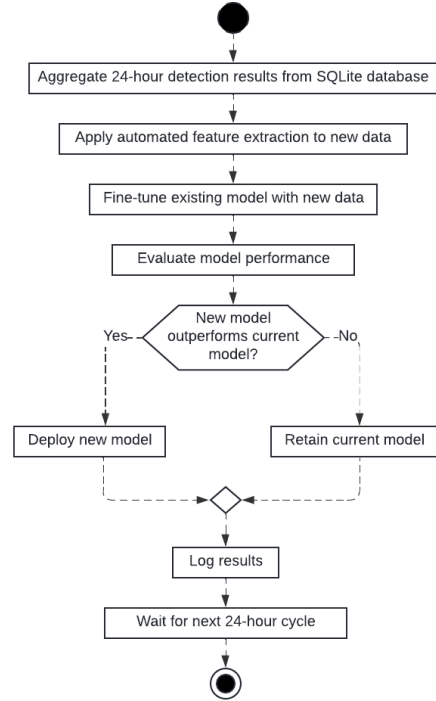 Aggregate 24-hour detection results from SQLite database
Apply automated feature extraction to new data
Fine-tune existing model with new data
Evaluate model performance
New model
outperforms current
model?
Yes
No
Deploy new model
Retain current model
Log results
Wait for next 24-hour cycle